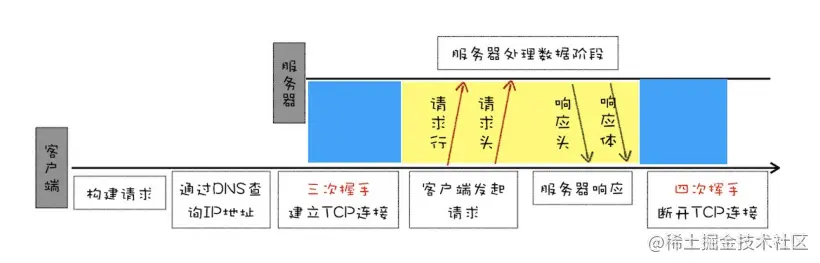 服务器处理数据阶段
服务器
请求行
请求头
响应头
响应体
客户端
构建请求
通过DNS查
询IP地址
三次握手
建立TCP连接
客户端发起
请求
服务器响应
四次挥手
断开TCP连接
@稀土掘金技术社区